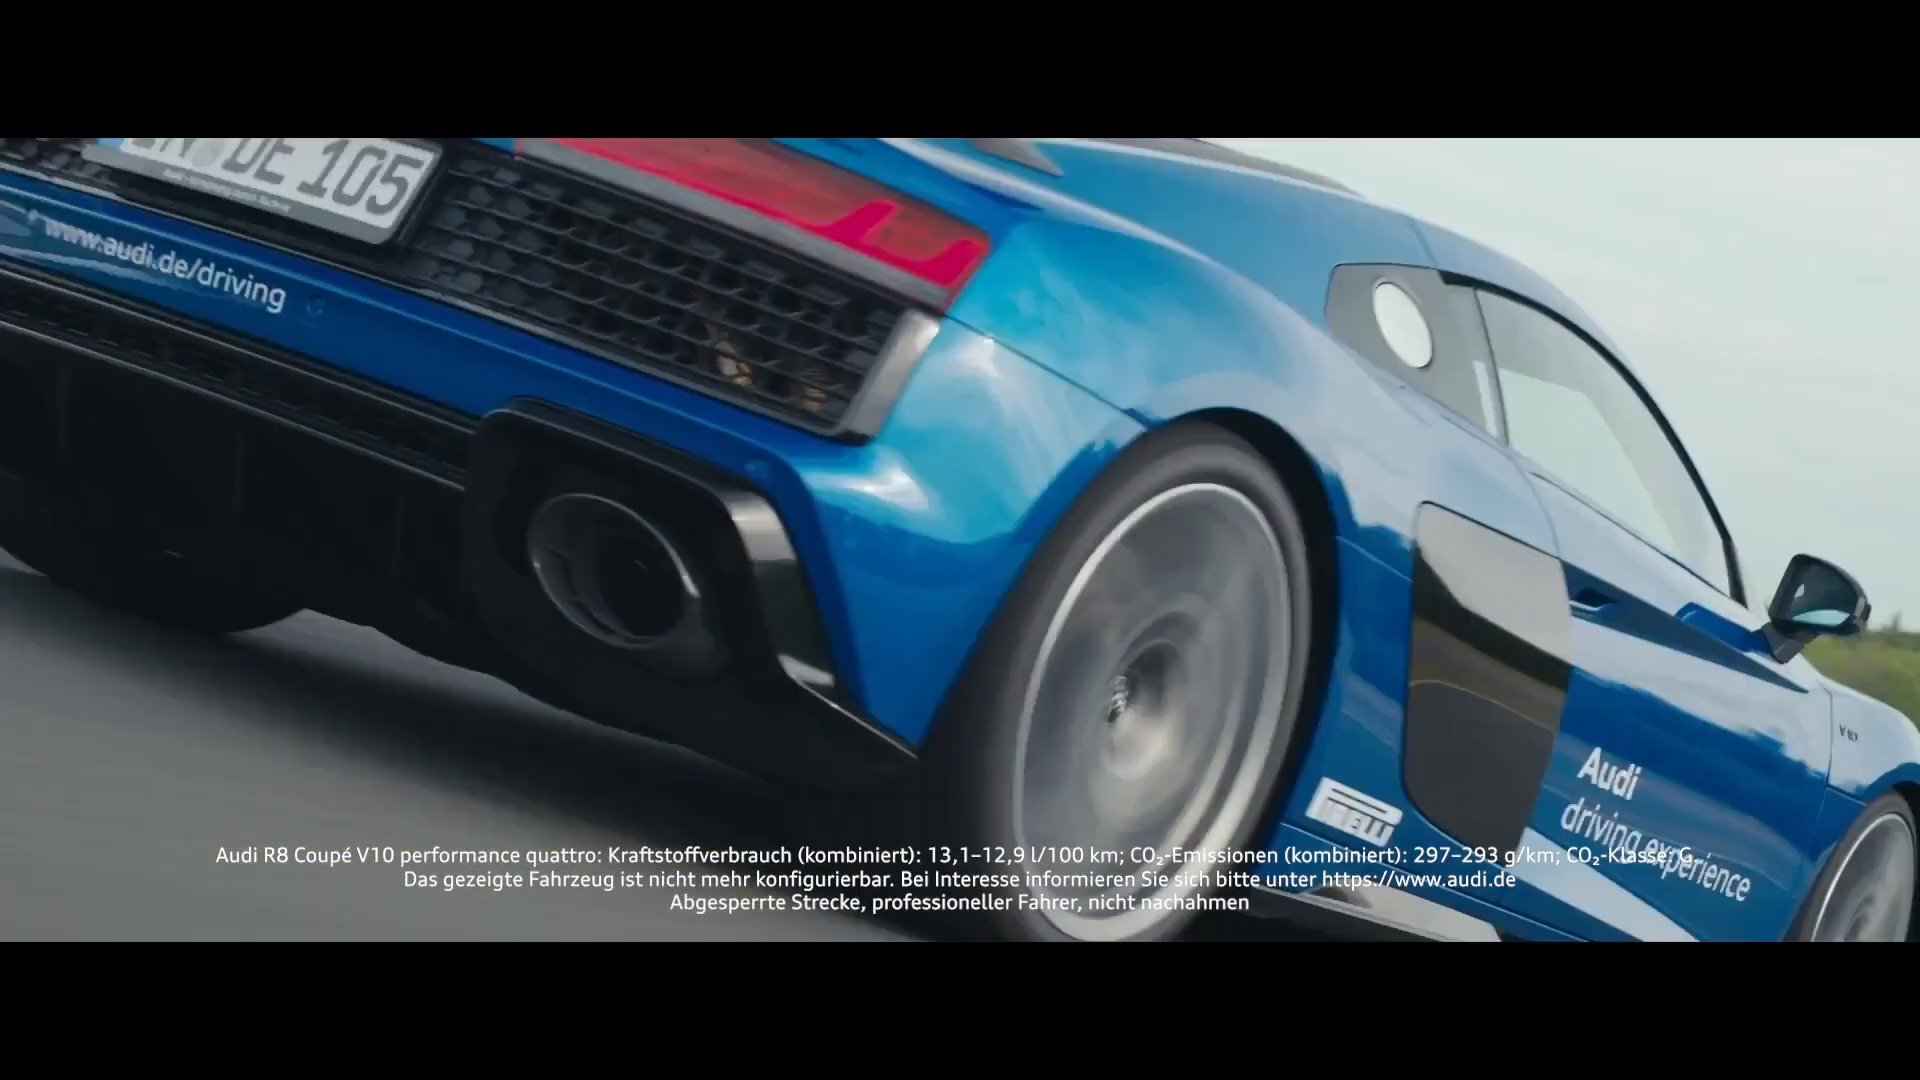 DE 105
www.audi.de/driving
V10
PIRELLI
Audi
driving experience
Audi R8 Coupé V10 performance quattro: Kraftstoffverbrauch (kombiniert): 13,1–12,9 l/100 km; CO₂-Emissionen (kombiniert): 297–293 g/km; CO₂-Klasse: G.
Das gezeigte Fahrzeug ist nicht mehr konfigurierbar. Bei Interesse informieren Sie sich bitte unter https://www.audi.de
Abgesperrte Strecke, professioneller Fahrer, nicht nachahmen